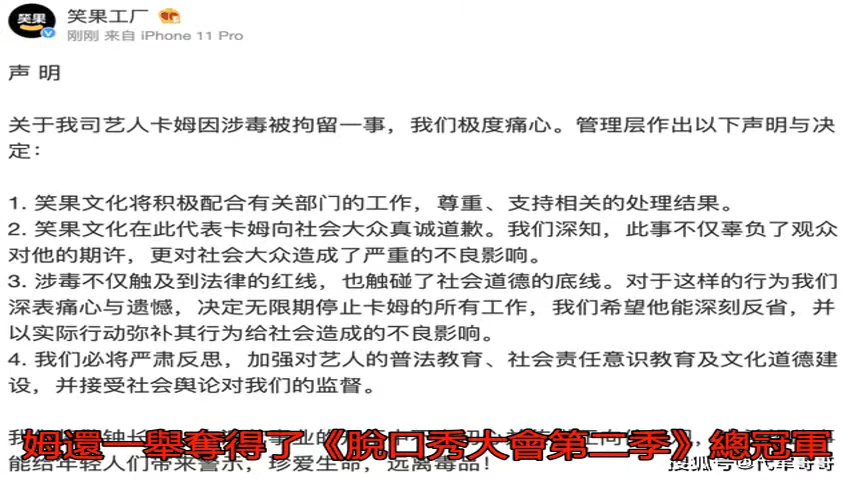 笑果
笑果工厂
刚刚 来自 iPhone 11 Pro
声 明
关于我司艺人卡姆因涉毒被拘留一事，我们极度痛心。管理层作出以下声明与决
定：
1. 笑果文化将积极配合有关部门的工作，尊重、支持相关的处理结果。
2. 笑果文化在此代表卡姆向社会大众真诚道歉。我们深知，此事不仅辜负了观众
对他的期许，更对社会大众造成了严重的不良影响。
3. 涉毒不仅触及到法律的红线，也触碰了社会道德的底线。对于这样的行为我们
深表痛心与遗憾，决定无限期停止卡姆的所有工作，我们希望他能深刻反省，并
以实际行动弥补其行为给社会造成的不良影响。
4. 我们必将严肃反思，加强对艺人的普法教育、社会责任意识教育及文化道德建
设，并接受社会舆论对我们的监督。
姆還一舉奪得了《脫口秀大會第二季》總冠軍
能给年轻人们带来警示，珍爱生命，远离毒品！